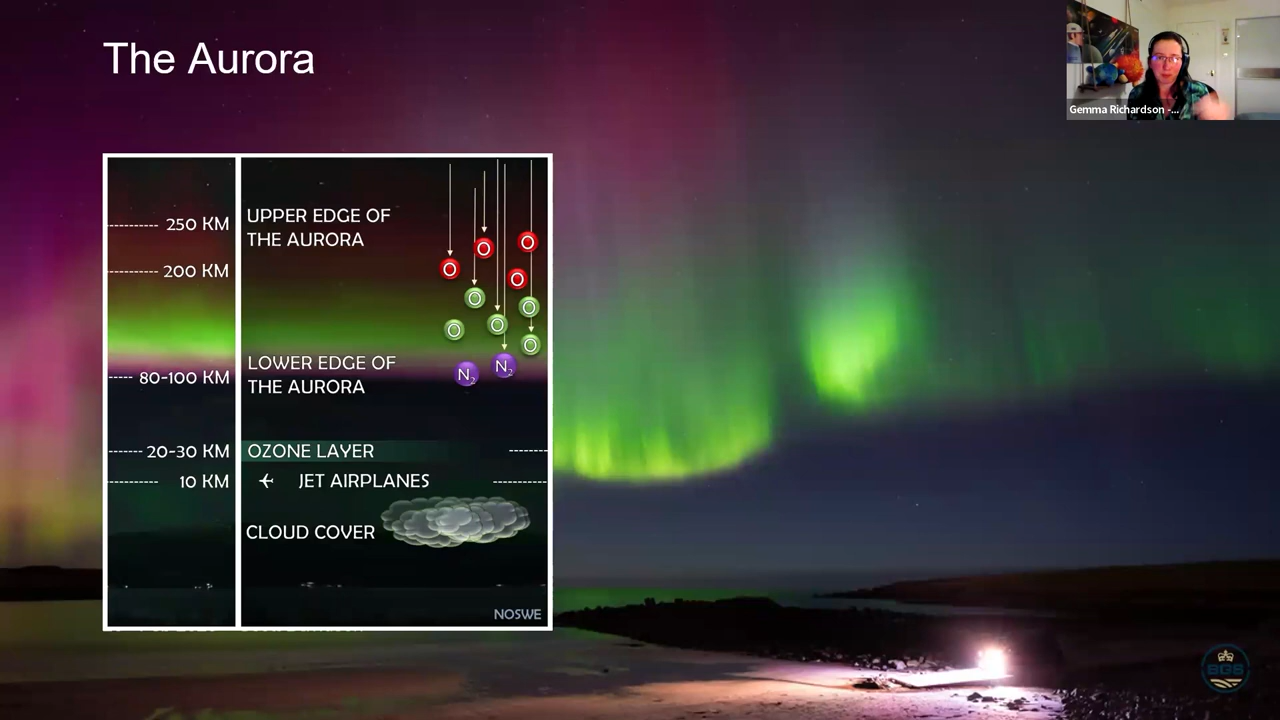 The Aurora
Gemma Richardson -...
250 KM
UPPER EDGE OF
THE AURORA
200 KM
O
O
O
O
O
O
O
O
O
LOWER EDGE OF
THE AURORA
80-100 KM
N2
N2
20-30 KM
OZONE LAYER
10 KM
JET AIRPLANES
CLOUD COVER
NOSWE
BGS